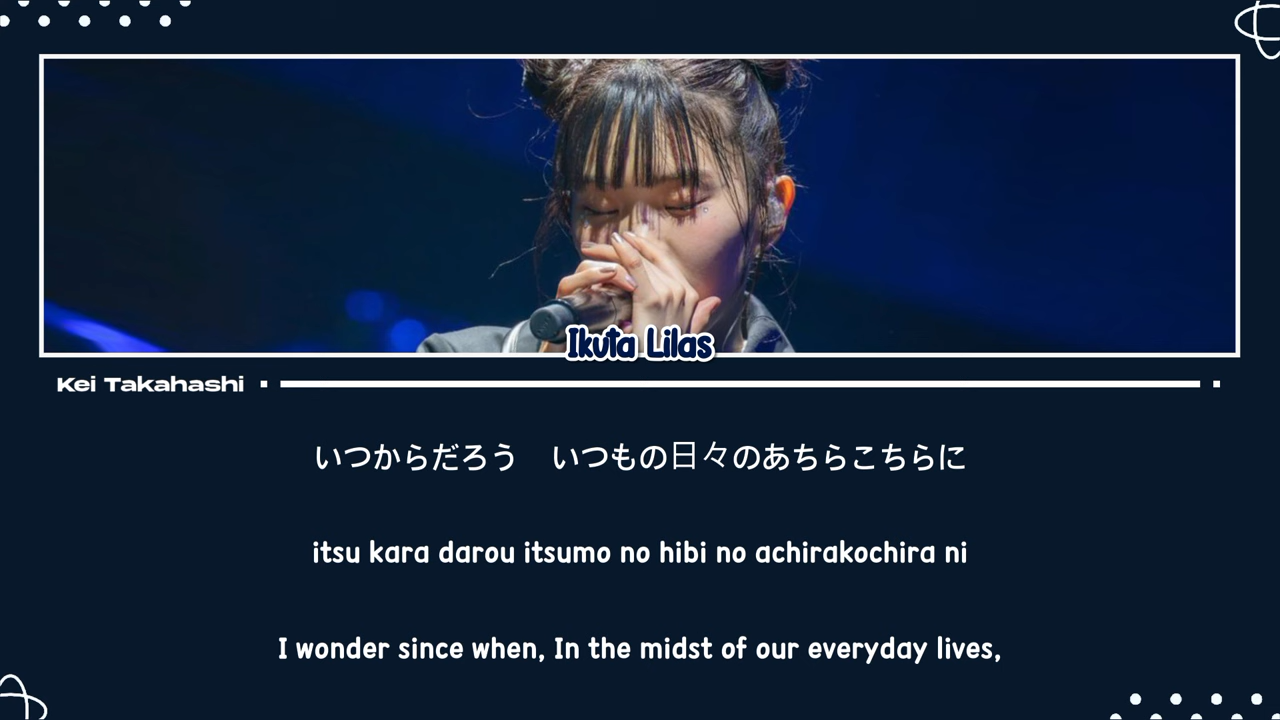 Ikuta Lilas
Kei Takahashi
いつからだろう　いつもの日々のあちらこちらに
itsu kara darou itsumo no hibi no achirakochira ni
I wonder since when, In the midst of our everyday lives,